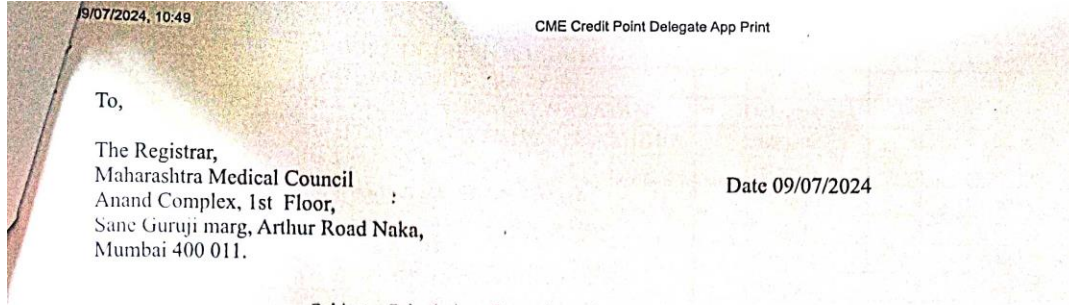 9/07/2024, 10:49
CME Credit Point Delegate App Print
To,
The Registrar,
Maharashtra Medical Council
Date 09/07/2024
Anand Complex, 1st Floor, :
Sane Guruji marg, Arthur Road Naka,
Mumbai 400 011.